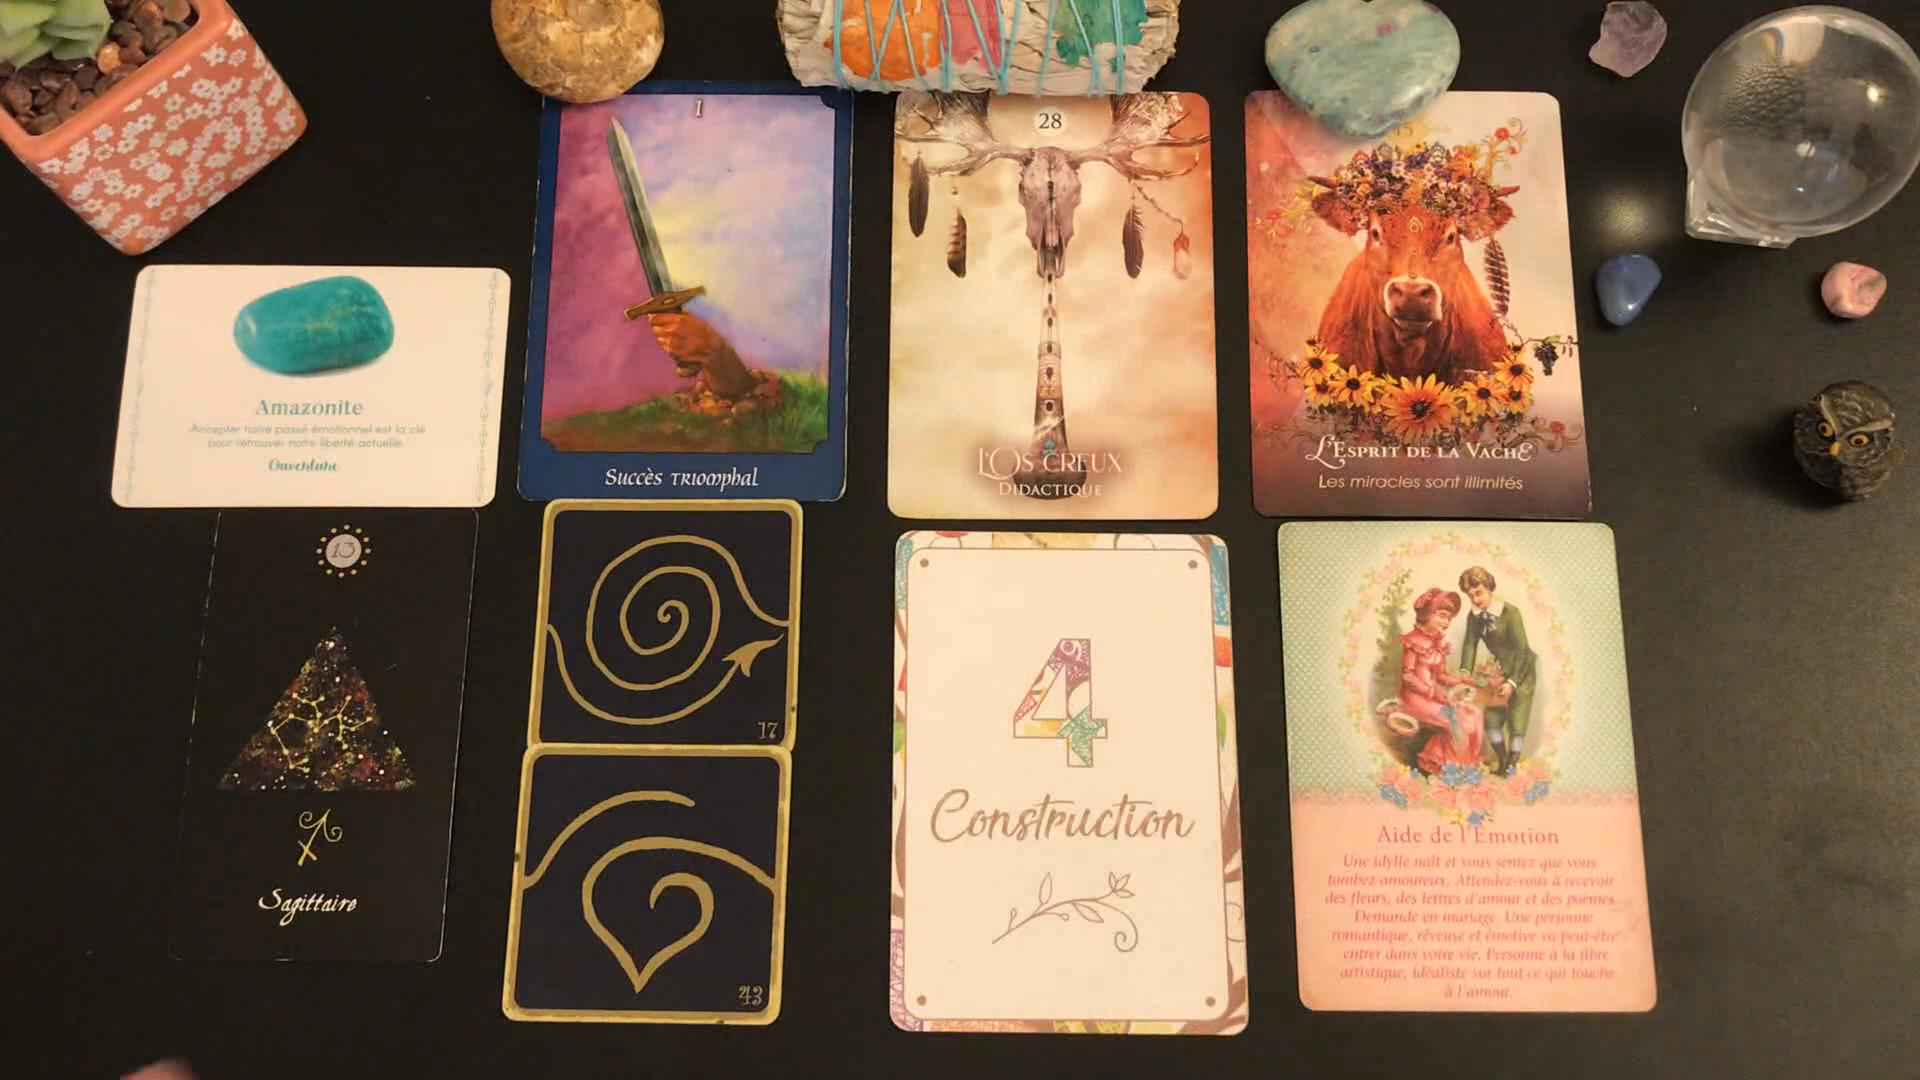 1
Succès triomphal
28
L'Os creux
Didactique
L'Esprit de la Vache
Les miracles sont illimités
Amazonite
Accepter notre passé émotionnel est la clé
pour retrouver notre liberté actuelle.
Ouverture
13
Sagittaire
17
43
4
Construction
Aide de l'Émotion
Une idylle naît et vous sentez que vous
tombez amoureux. Attendez-vous à recevoir
des fleurs, des lettres d'amour et des poèmes.
Demande en mariage. Une personne
romantique, rêveuse et émotive va peut-être
entrer dans votre vie. Personne à la fibre
artistique, idéaliste sur tout ce qui touche
à l'amour.